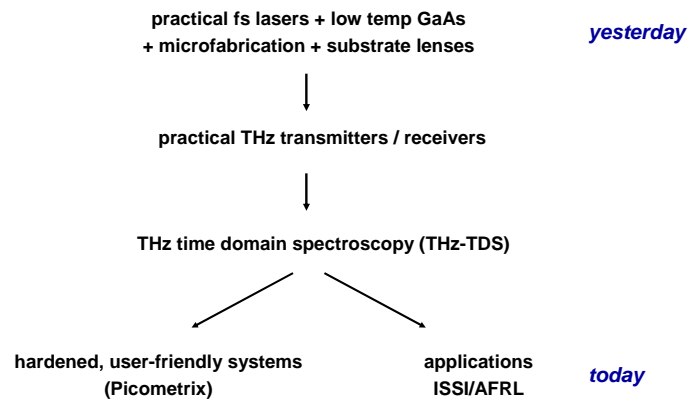 practical fs lasers + low temp GaAs
+ microfabrication + substrate lenses
yesterday
practical THz transmitters / receivers
THz time domain spectroscopy (THz-TDS)
hardened, user-friendly systems
(Picometrix)
applications
ISSI/AFRL
today